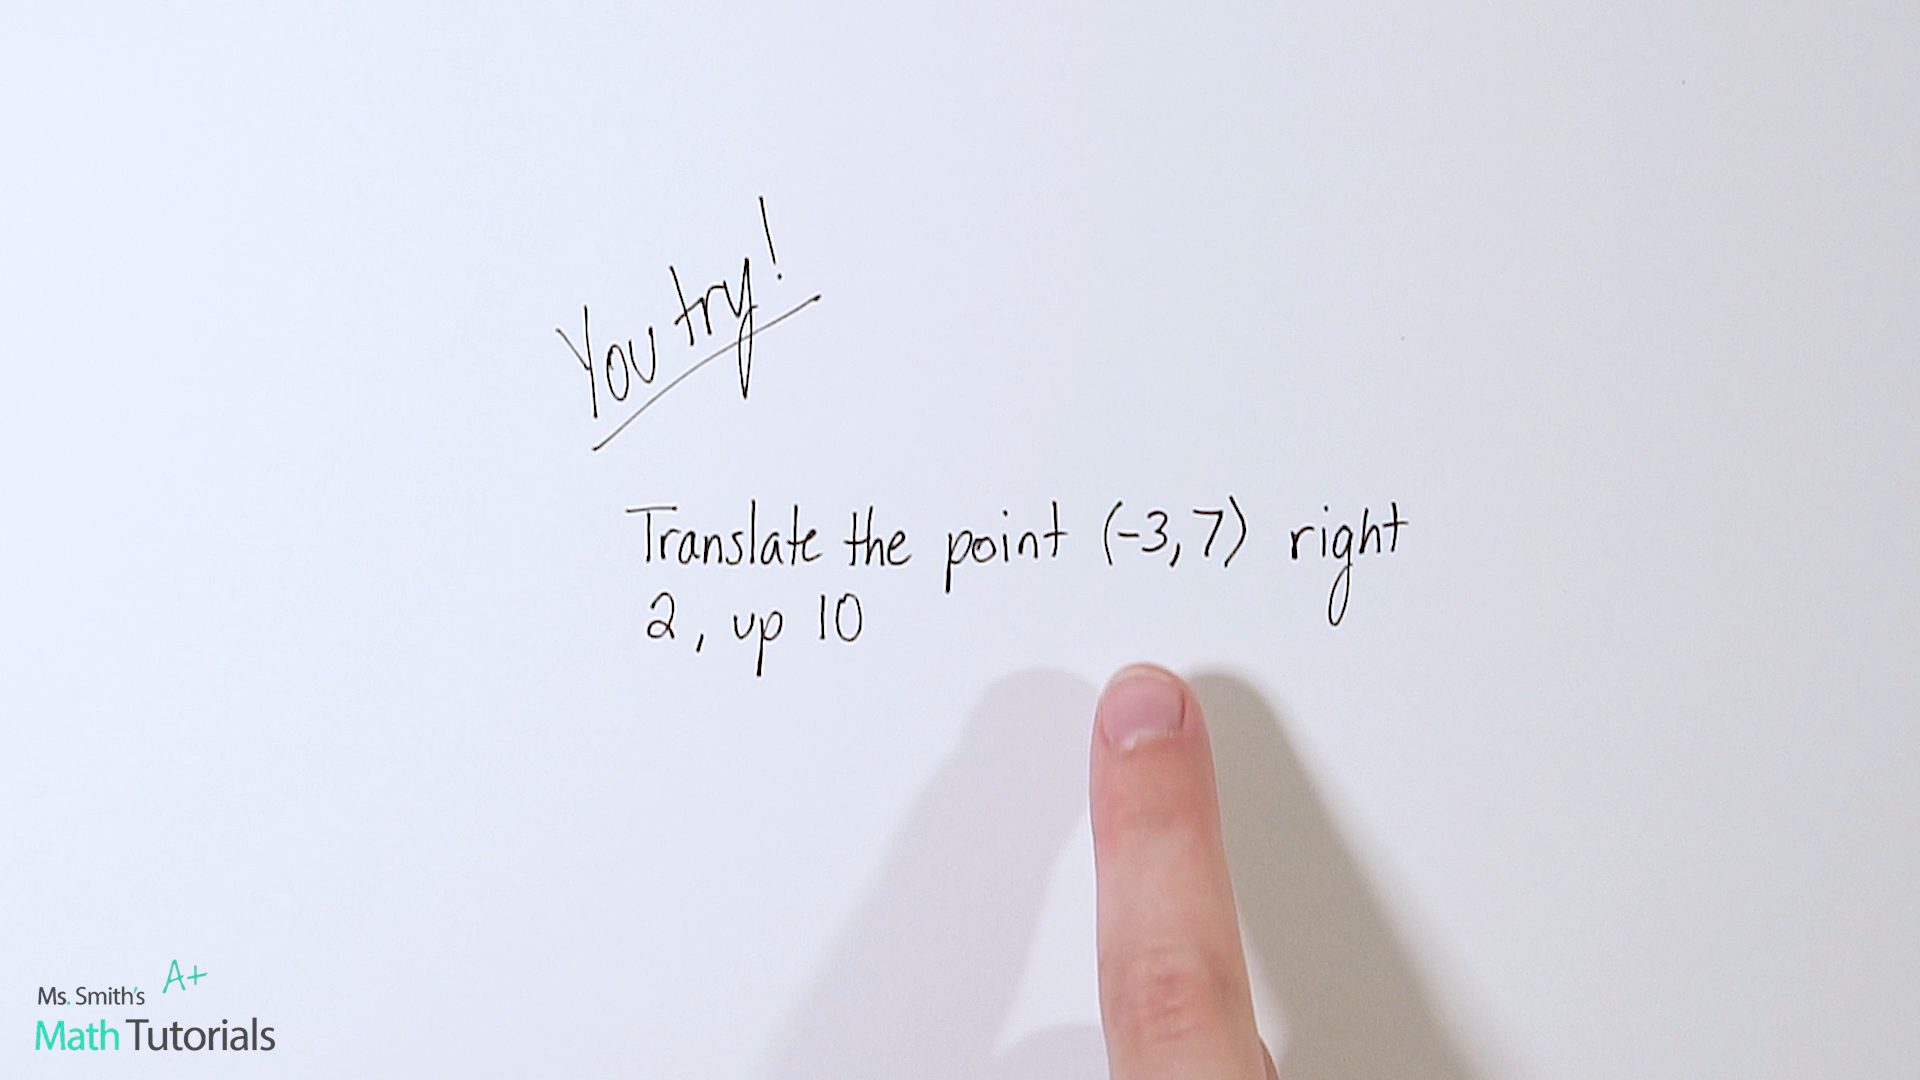 You try!
Translate the point (-3,7) right
2, up 10
A+
Ms. Smith's
Math Tutorials